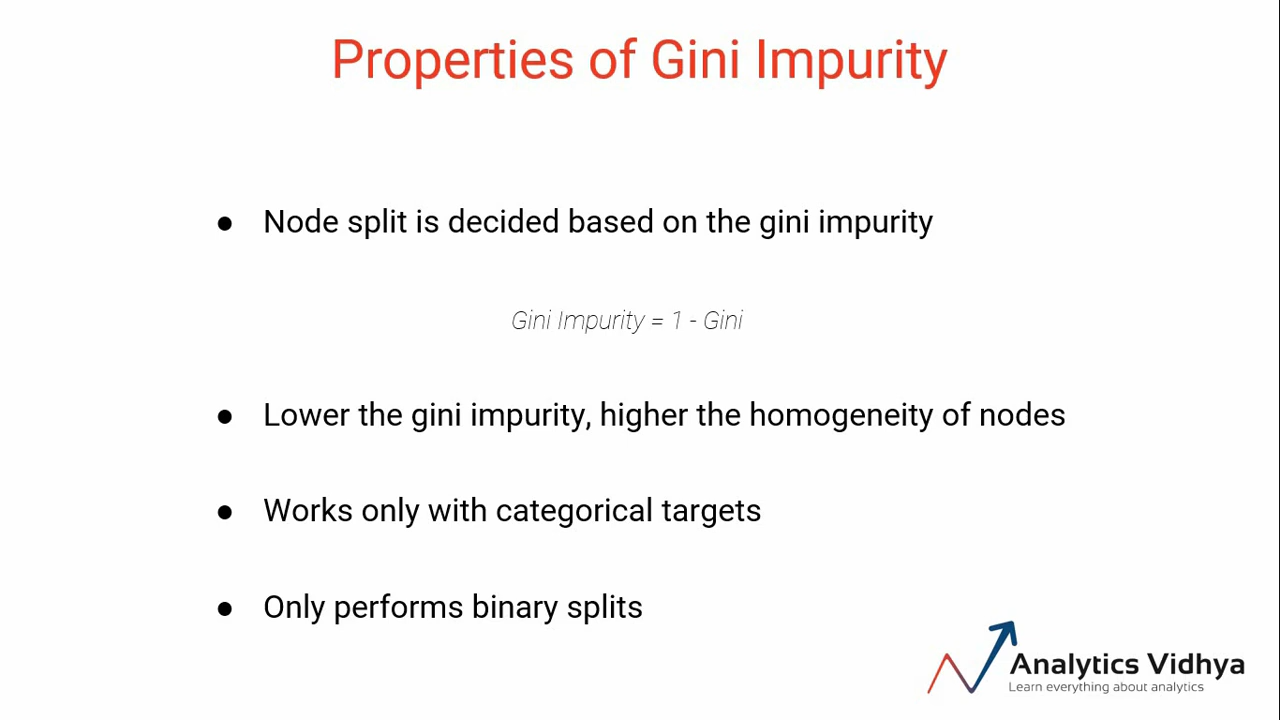 Properties of Gini Impurity
● Node split is decided based on the gini impurity
Gini Impurity = 1 - Gini
● Lower the gini impurity, higher the homogeneity of nodes
● Works only with categorical targets
● Only performs binary splits
Analytics Vidhya
Learn everything about analytics